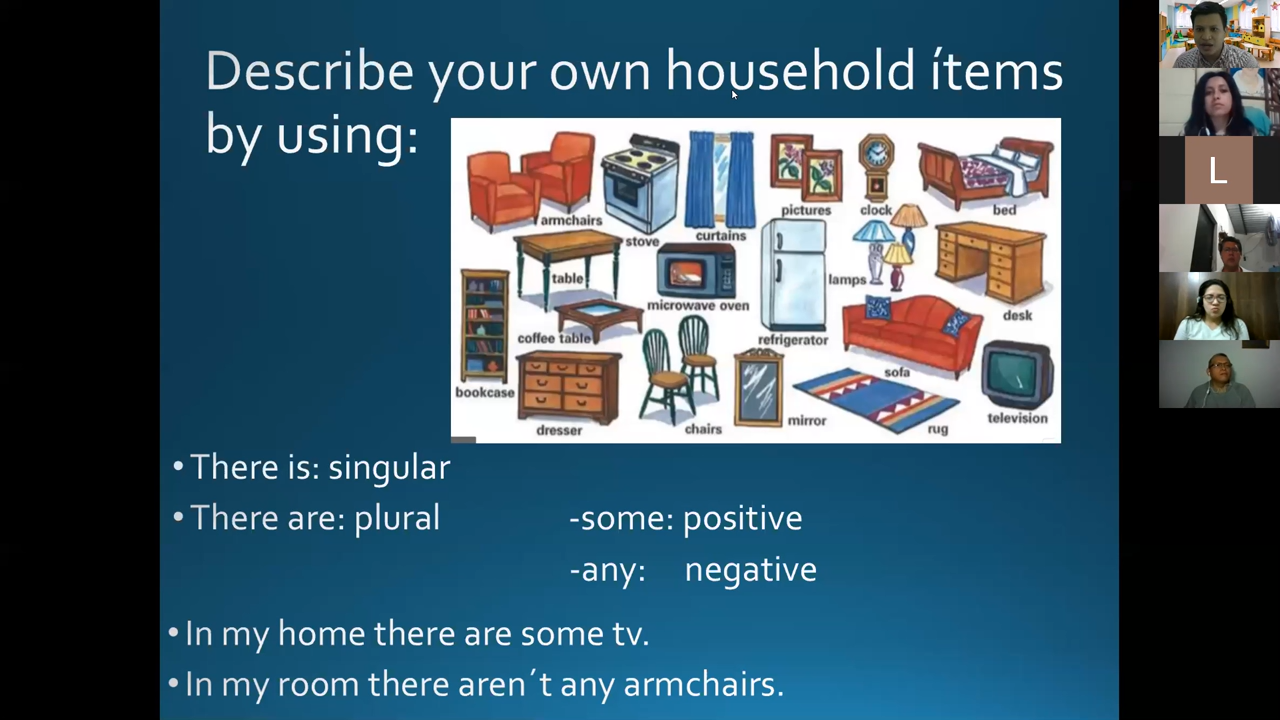 Describe your own household ítems
by using:
armchairs
stove
curtains
pictures
clock
bed
table
microwave oven
lamps
desk
coffee table
refrigerator
sofa
bookcase
dresser
chairs
mirror
rug
television
• There is: singular
• There are: plural
-some: positive
-any: negative
• In my home there are some tv.
• In my room there aren´t any armchairs.
L